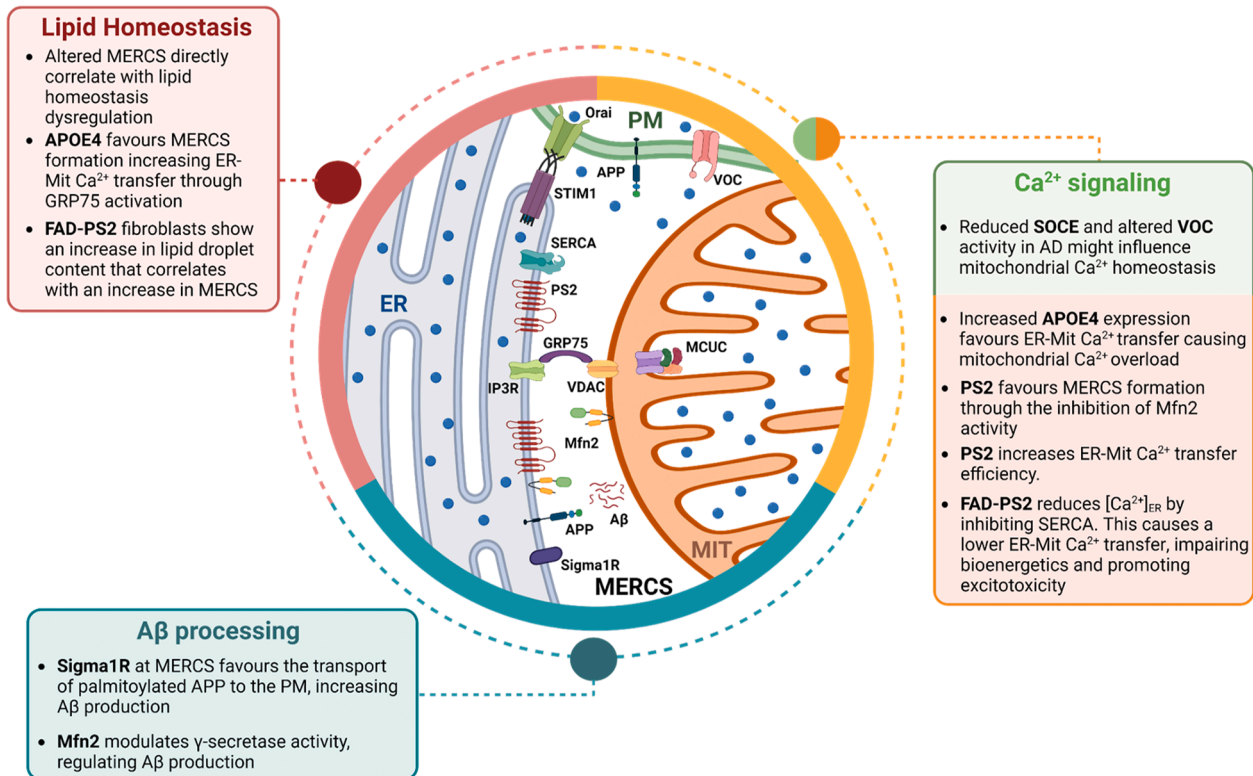 Lipid Homeostasis
• Altered MERCS directly
correlate with lipid
homeostasis
dysregulation
• APOE4 favours MERCS
formation increasing ER-
Mit Ca²⁺ transfer through
GRP75 activation
• FAD-PS2 fibroblasts show
an increase in lipid droplet
content that correlates
with an increase in MERCS
Orai
PM
APP
VOC
STIM1
SERCA
PS2
ER
GRP75
MCUC
IP3R
VDAC
Mfn2
Aβ
APP
MIT
Sigma1R
MERCS
Ca²⁺ signaling
• Reduced SOCE and altered VOC
activity in AD might influence
mitochondrial Ca²⁺ homeostasis
• Increased APOE4 expression
favours ER-Mit Ca²⁺ transfer causing
mitochondrial Ca²⁺ overload
• PS2 favours MERCS formation
through the inhibition of Mfn2
activity
• PS2 increases ER-Mit Ca²⁺ transfer
efficiency.
• FAD-PS2 reduces [Ca²⁺]ER by
inhibiting SERCA. This causes a
lower ER-Mit Ca²⁺ transfer, impairing
bioenergetics and promoting
excitotoxicity
Aβ processing
• Sigma1R at MERCS favours the transport
of palmitoylated APP to the PM, increasing
Aβ production
• Mfn2 modulates γ-secretase activity,
regulating Aβ production